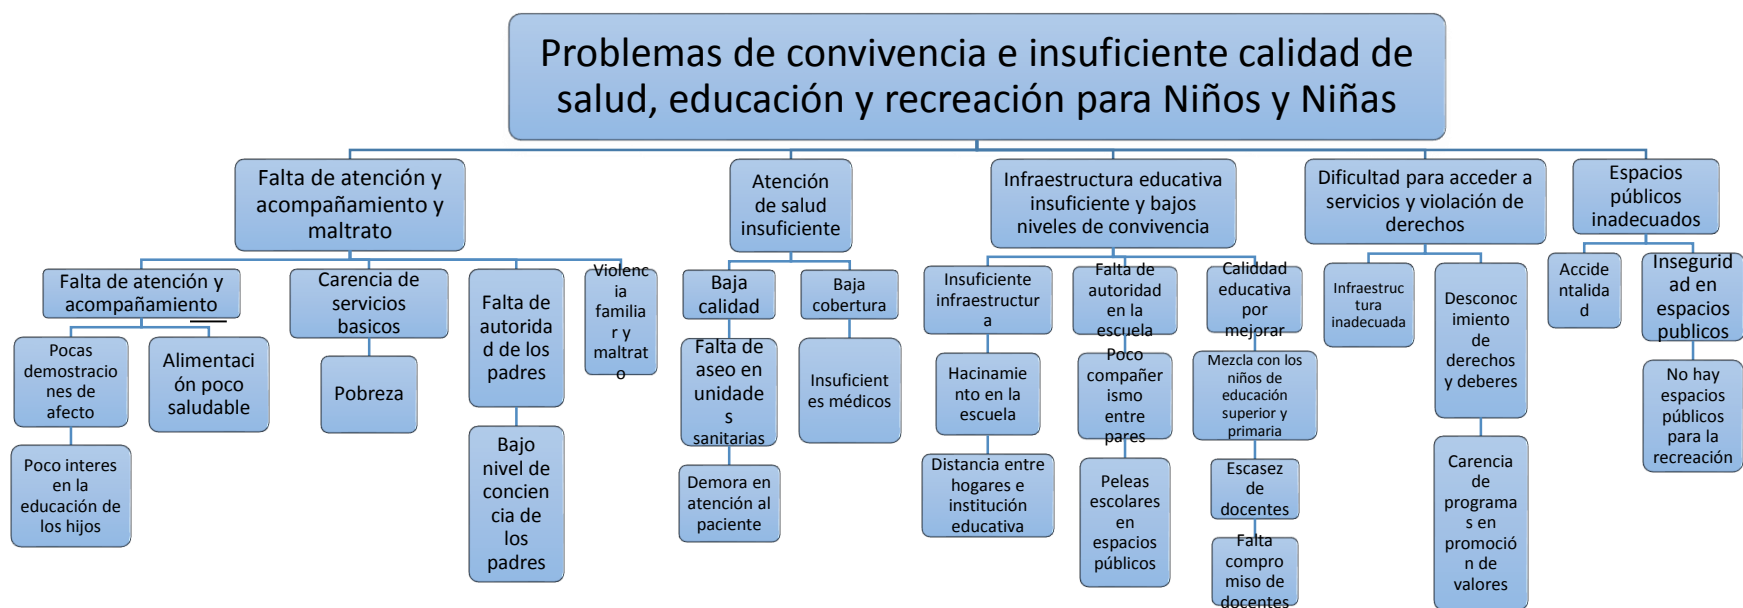 Problemas de convivencia e insuficiente calidad de
salud, educación y recreación para Niños y Niñas
Falta de atención y
acompañamiento y
maltrato
Atención
de salud
insuficiente
Infraestructura educativa
insuficiente y bajos
niveles de convivencia
Dificultad para acceder a
servicios y violación de
derechos
Espacios
públicos
inadecuados
Falta de atención y
acompañamiento
Carencia de
servicios
basicos
Falta de
autorida
d de los
padres
Violenc
ia
familia
r y
maltrat
o
Baja
calidad
Baja
cobertura
Insuficiente
infraestructur
a
Falta de
autoridad
en la
escuela
Caliddad
educativa
por
mejorar
Infraestruc
tura
inadecuada
Desconoc
imiento
de
derechos
y deberes
Accide
ntalida
d
Insegurid
ad en
espacios
publicos
Pocas
demostracio
nes de
afecto
Alimentaci
ón poco
saludable
Pobreza
Bajo
nivel de
concien
cia de
los
padres
Falta de
aseo en
unidade
s
sanitarias
Insuficient
es médicos
Hacinamie
nto en la
escuela
Poco
compañer
ismo
entre
pares
Mezcla con los
niños de
educación
superior y
primaria
Carencia
de
programa
s en
promoció
n de
valores
No hay
espacios
públicos
para la
recreación
Poco interes
en la
educación de
los hijos
Demora en
atención al
paciente
Distancia entre
hogares e
institución
educativa
Peleas
escolares
en
espacios
públicos
Escasez
de
docentes
Falta
compro
miso de
docentes